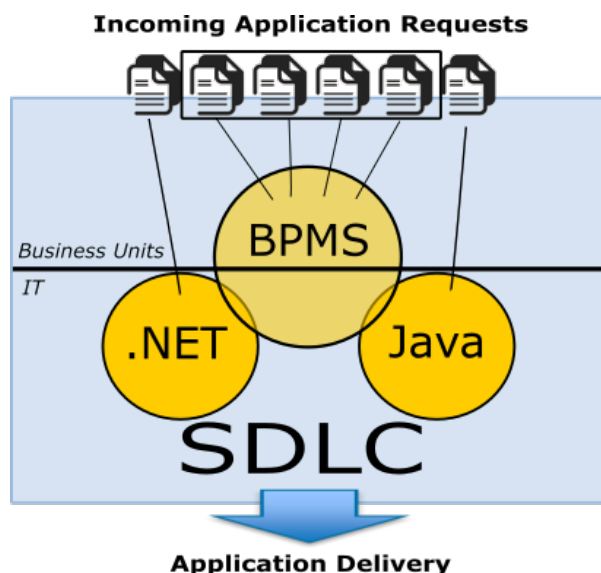 Incoming Application Requests
BPMS
Business Units
IT
.NET
Java
SDLC
Application Delivery